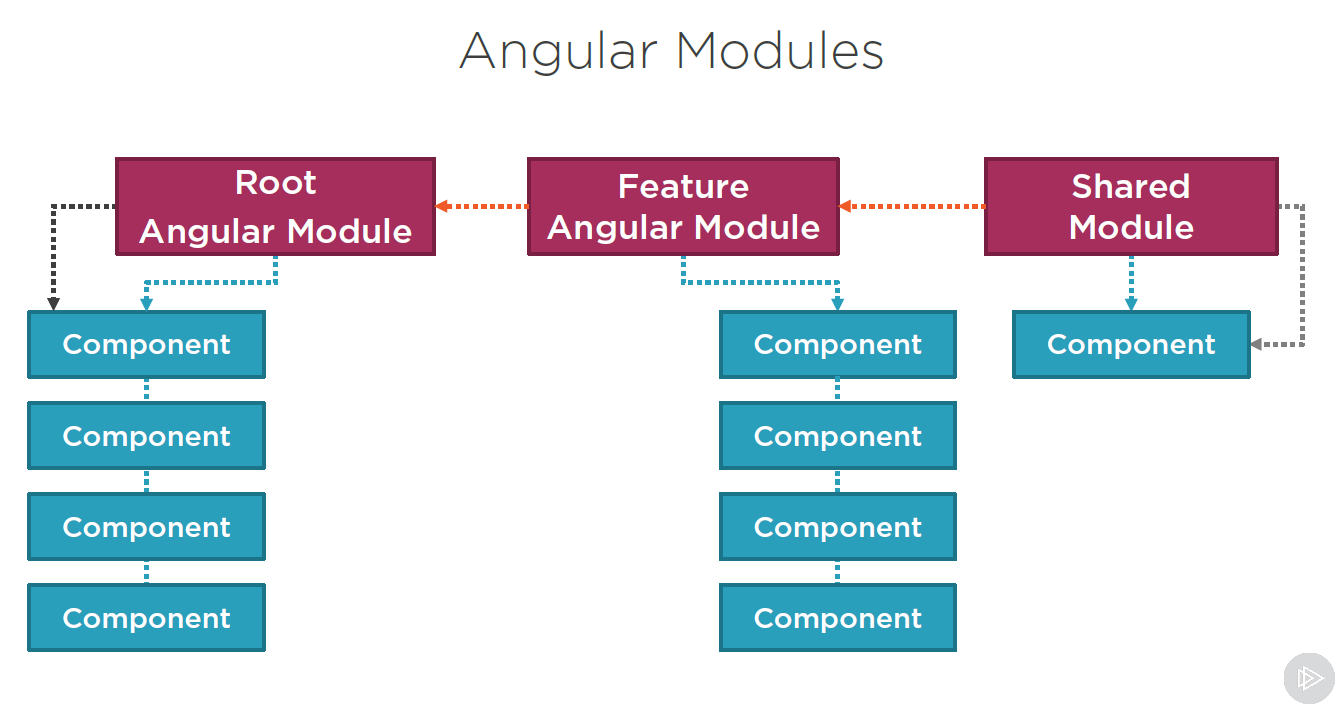 Angular Modules
Root
Angular Module
Feature
Angular Module
Shared
Module
Component
Component
Component
Component
Component
Component
Component
Component
Component